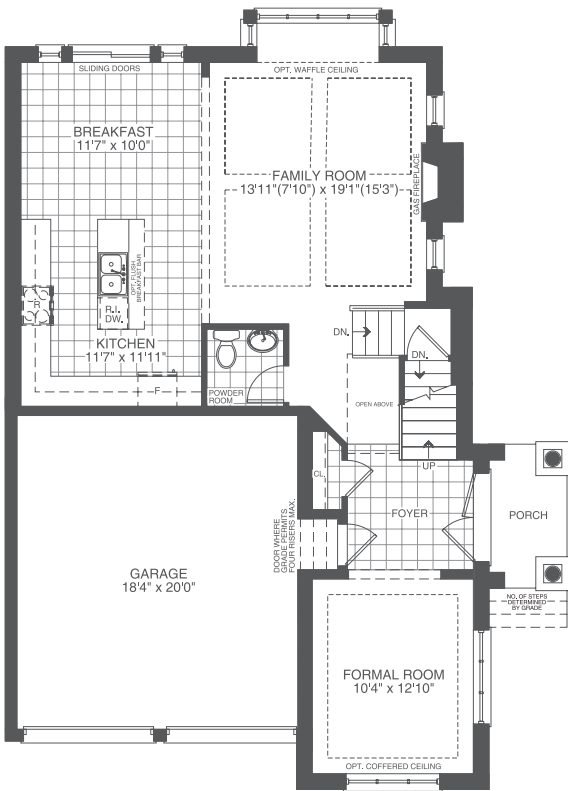 SLIDING DOORS
OPT. WAFFLE CEILING
BREAKFAST
11'7" x 10'0"
FAMILY ROOM
13'11"(7'10") x 19'1"(15'3")
GAS FIREPLACE
OPT. FLUSH
BREAKFAST BAR
R
R.I.
DW.
KITCHEN
11'7" x 11'11"
F
POWDER
ROOM
DN.
DN.
OPEN ABOVE
UP
CL.
FOYER
PORCH
DOOR WHERE
GRADE PERMITS
FOUR RISERS MAX.
GARAGE
18'4" x 20'0"
NO. OF STEPS
DETERMINED
BY GRADE
FORMAL ROOM
10'4" x 12'10"
OPT. COFFERED CEILING